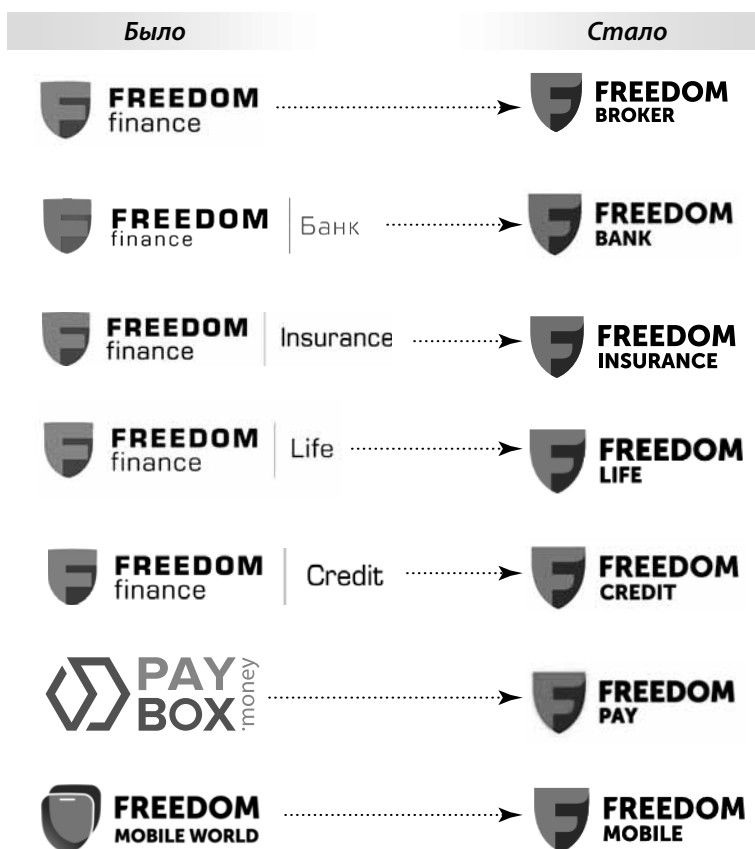 Было Стало
FREEDOM
finance
FREEDOM
BROKER
FREEDOM
finance
Банк
FREEDOM
BANK
FREEDOM
finance
Insurance
FREEDOM
INSURANCE
FREEDOM
finance
Life
FREEDOM
LIFE
FREEDOM
finance
Credit
FREEDOM
CREDIT
PAY
BOX
.money
FREEDOM
PAY
FREEDOM
MOBILE WORLD
FREEDOM
MOBILE